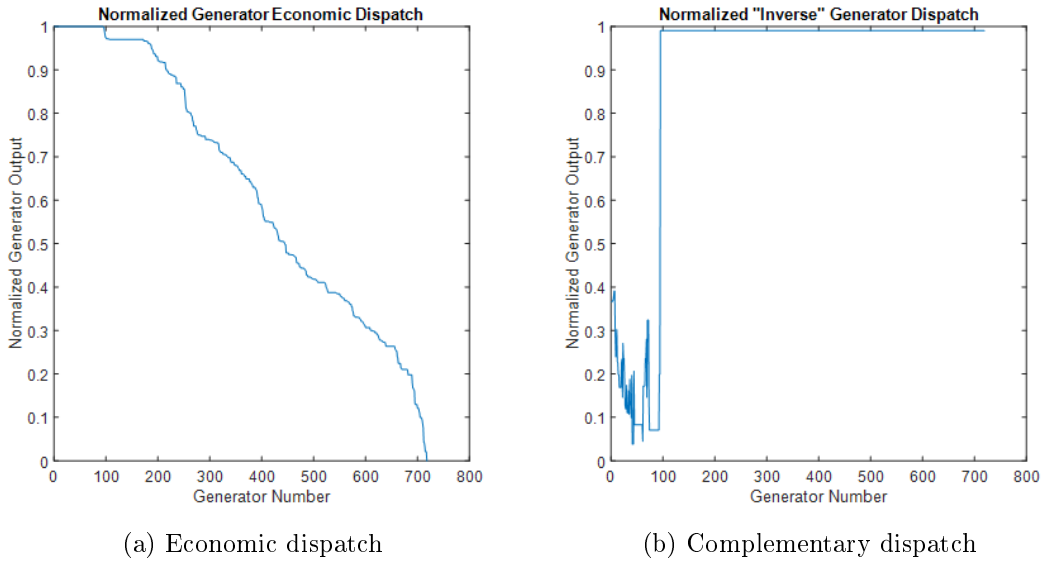 Normalized Generator Economic Dispatch
1
0.9
0.8
0.7
0.6
0.5
0.4
0.3
0.2
0.1
0
Normalized Generator Output
0 100 200 300 400 500 600 700 800
Generator Number
(a) Economic dispatch
Normalized "Inverse" Generator Dispatch
1
0.9
0.8
0.7
0.6
0.5
0.4
0.3
0.2
0.1
0
Normalized Generator Output
0 100 200 300 400 500 600 700 800
Generator Number
(b) Complementary dispatch